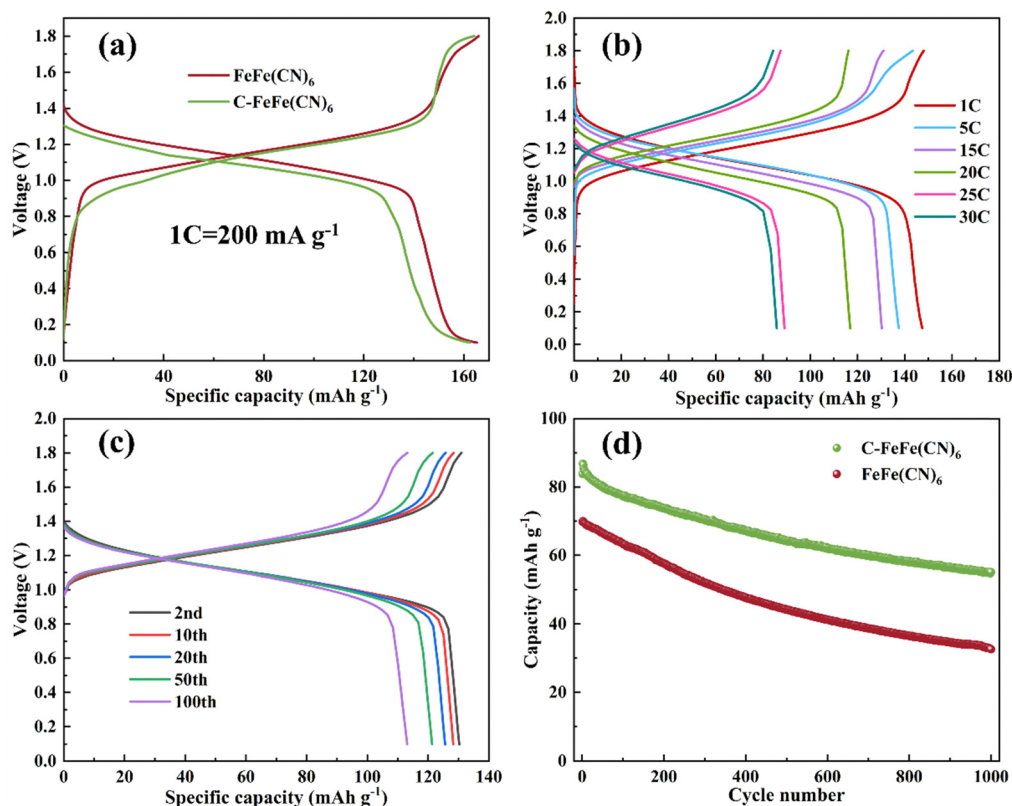 (a)
FeFe(CN)₆
C-FeFe(CN)₆
1C=200 mA g⁻¹
Voltage (V)
1.8
1.6
1.4
1.2
1.0
0.8
0.6
0.4
0.2
0.0
0 40 80 120 160
Specific capacity (mAh g⁻¹)
(b)
1C
5C
15C
20C
25C
30C
Voltage (V)
2.0
1.8
1.6
1.4
1.2
1.0
0.8
0.6
0.4
0.2
0.0
0 20 40 60 80 100 120 140 160 180
Specific capacity (mAh g⁻¹)
(c)
2nd
10th
20th
50th
100th
Voltage (V)
2.0
1.8
1.6
1.4
1.2
1.0
0.8
0.6
0.4
0.2
0.0
0 20 40 60 80 100 120 140
Specific capacity (mAh g⁻¹)
(d)
C-FeFe(CN)₆
FeFe(CN)₆
Capacity (mAh g⁻¹)
100
80
60
40
20
0
0 200 400 600 800 1000
Cycle number